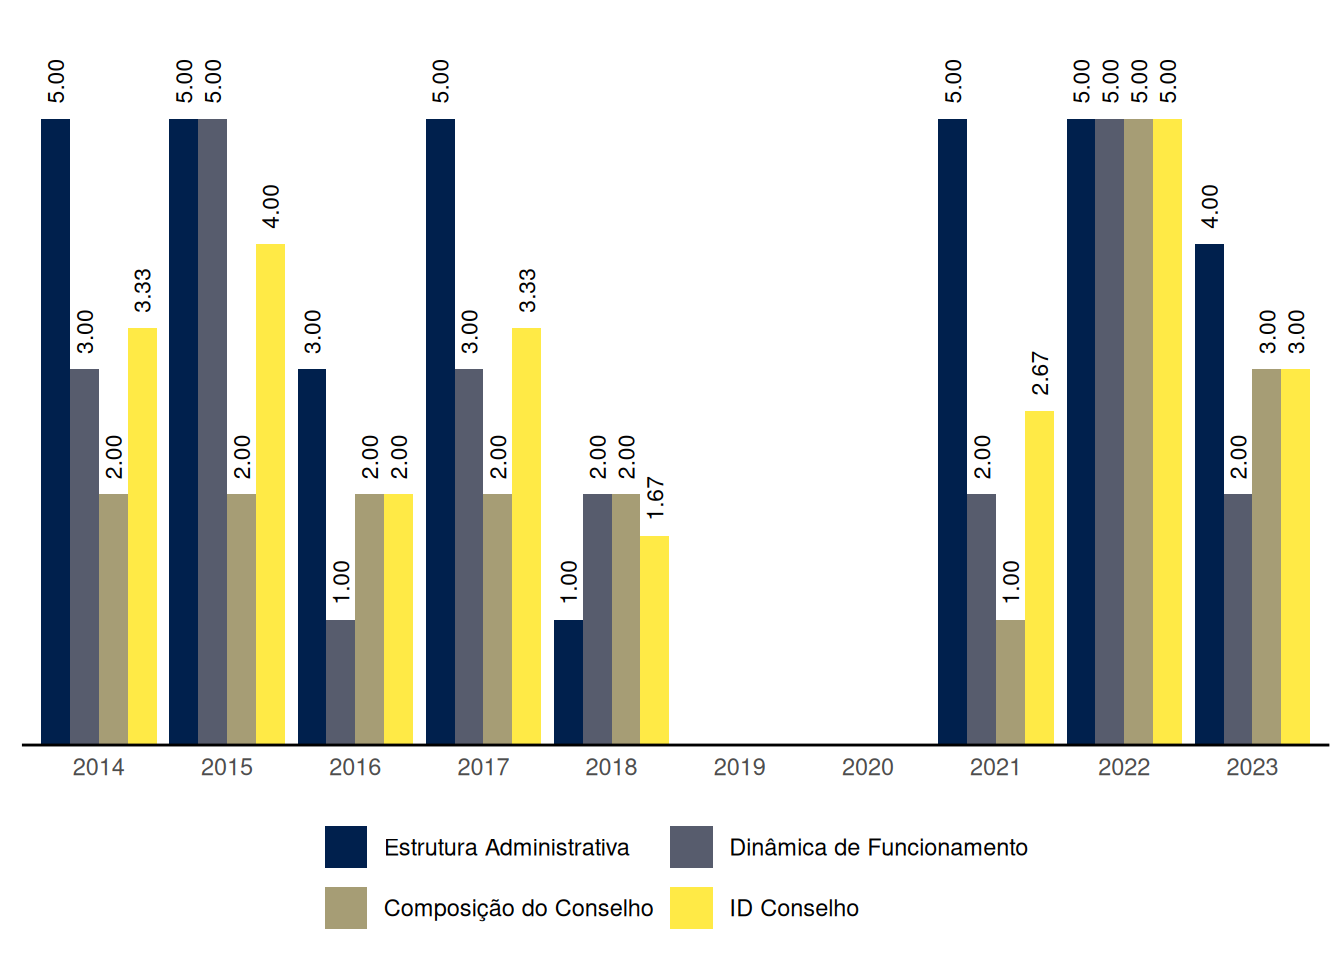 5.00 3.00 2.00 3.33 5.00 5.00 2.00 4.00 3.00 1.00 2.00 2.00 5.00 3.00 2.00 3.33 1.00 2.00 2.00 1.67 5.00 2.00 1.00 2.67 5.00 5.00 5.00 5.00 4.00 2.00 3.00 3.00
2014 2015 2016 2017 2018 2019 2020 2021 2022 2023
Estrutura Administrativa Dinâmica de Funcionamento
Composição do Conselho ID Conselho